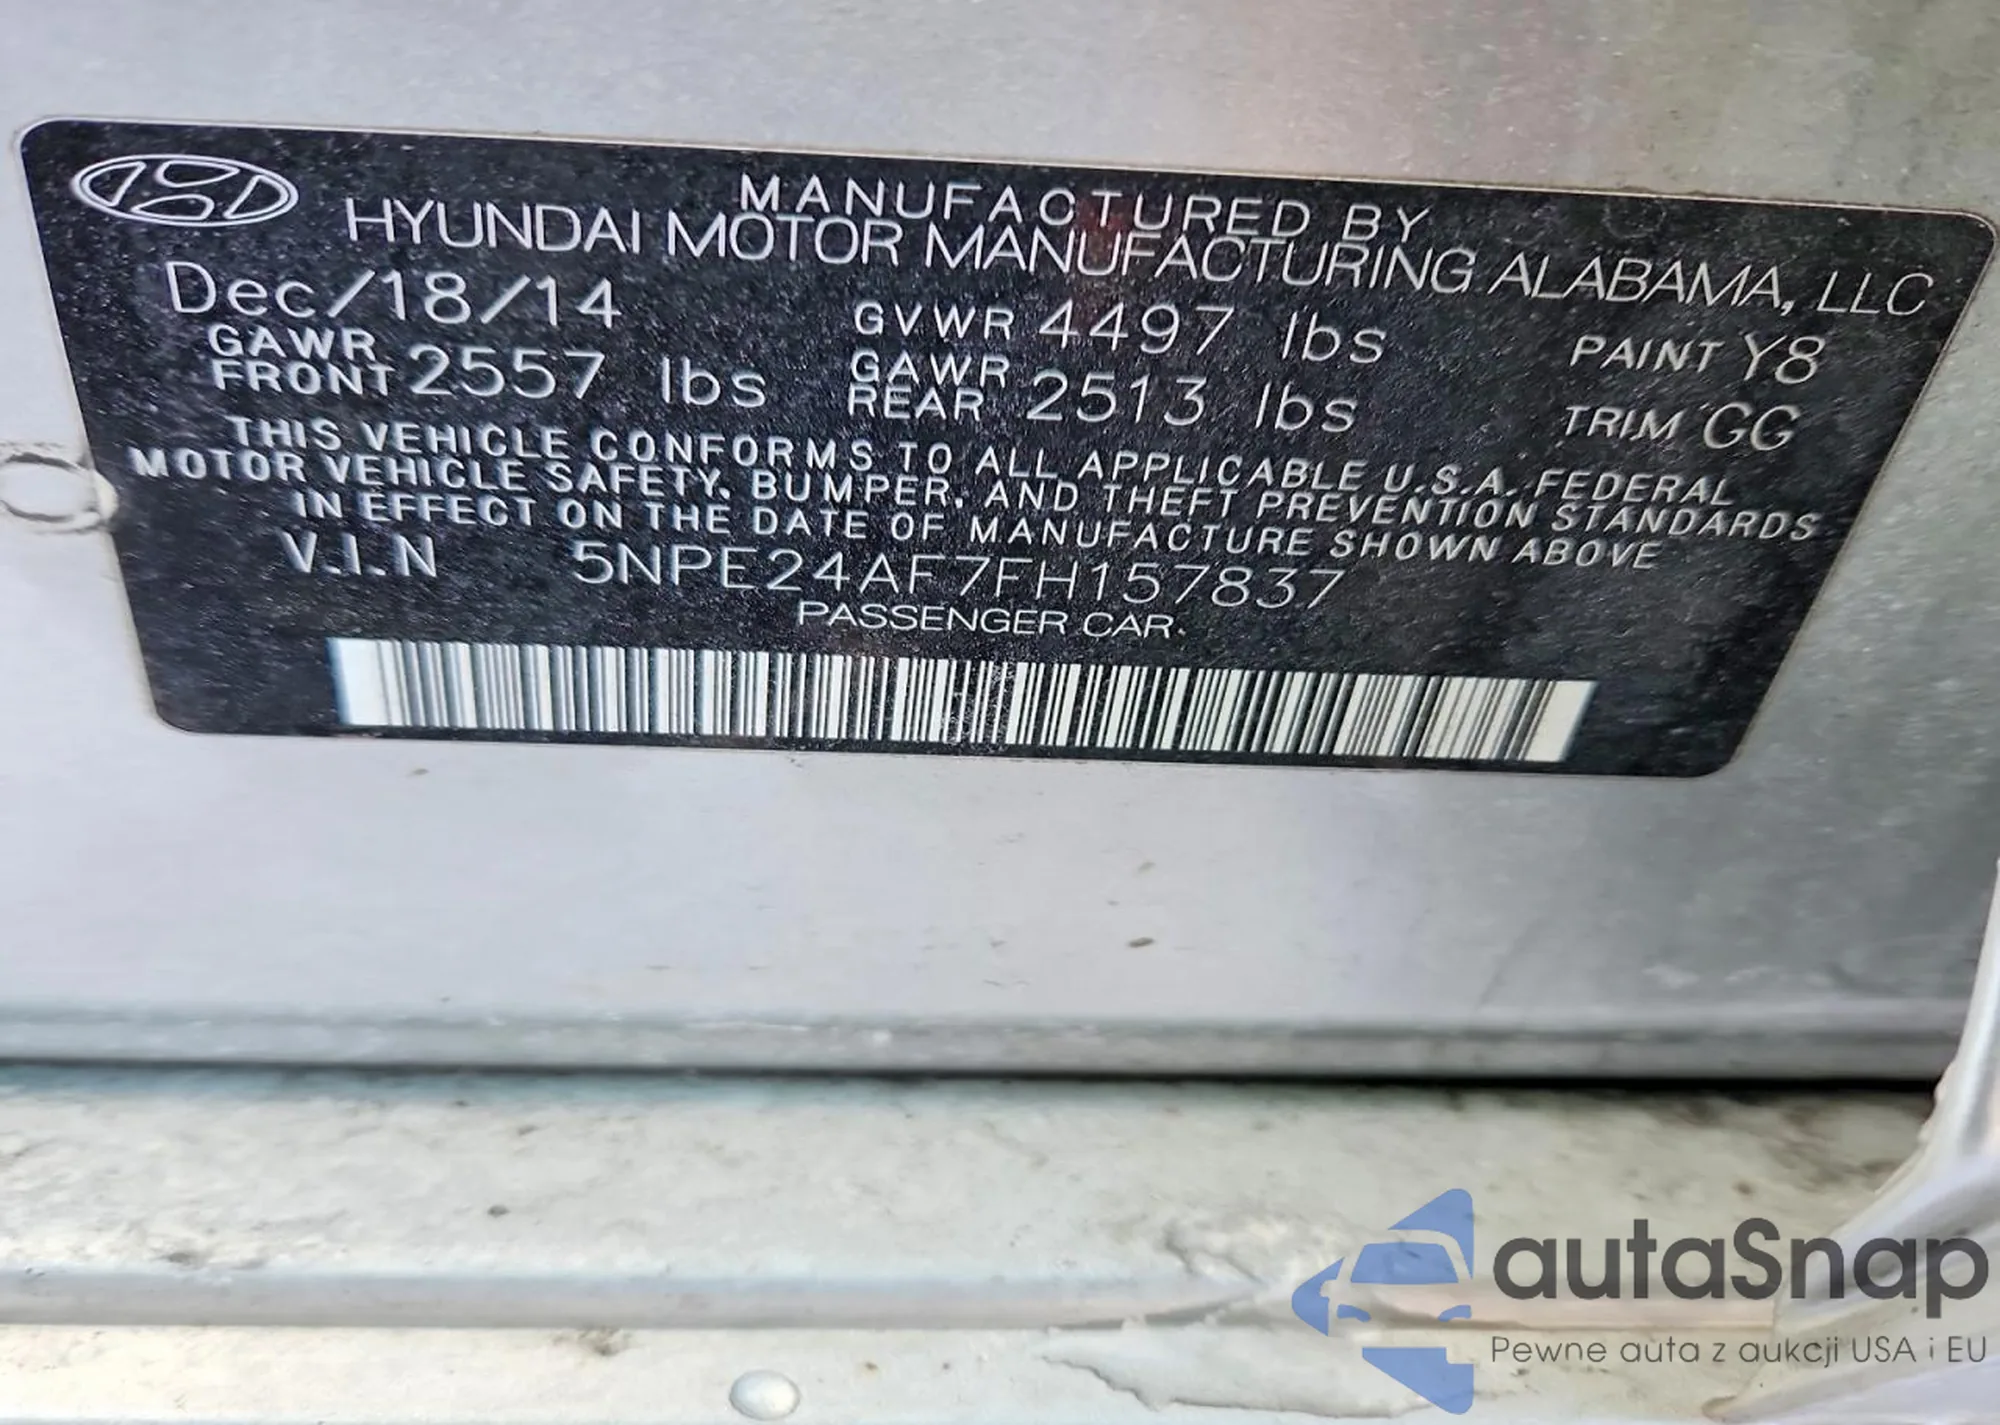 MANUFACTURED BY
HYUNDAI MOTOR MANUFACTURING ALABAMA, LLC
Dec/18/14 GVWR 4497 lbs PAINT Y8
GAWR FRONT 2557 lbs GAWR REAR 2513 lbs TRIM GG
THIS VEHICLE CONFORMS TO ALL APPLICABLE U.S.A. FEDERAL
MOTOR VEHICLE SAFETY, BUMPER, AND THEFT PREVENTION STANDARDS
IN EFFECT ON THE DATE OF MANUFACTURE SHOWN ABOVE
V.I.N 5NPE24AF7FH157837
PASSENGER CAR
autaSnap
Pewne auta z aukcji USA i EU